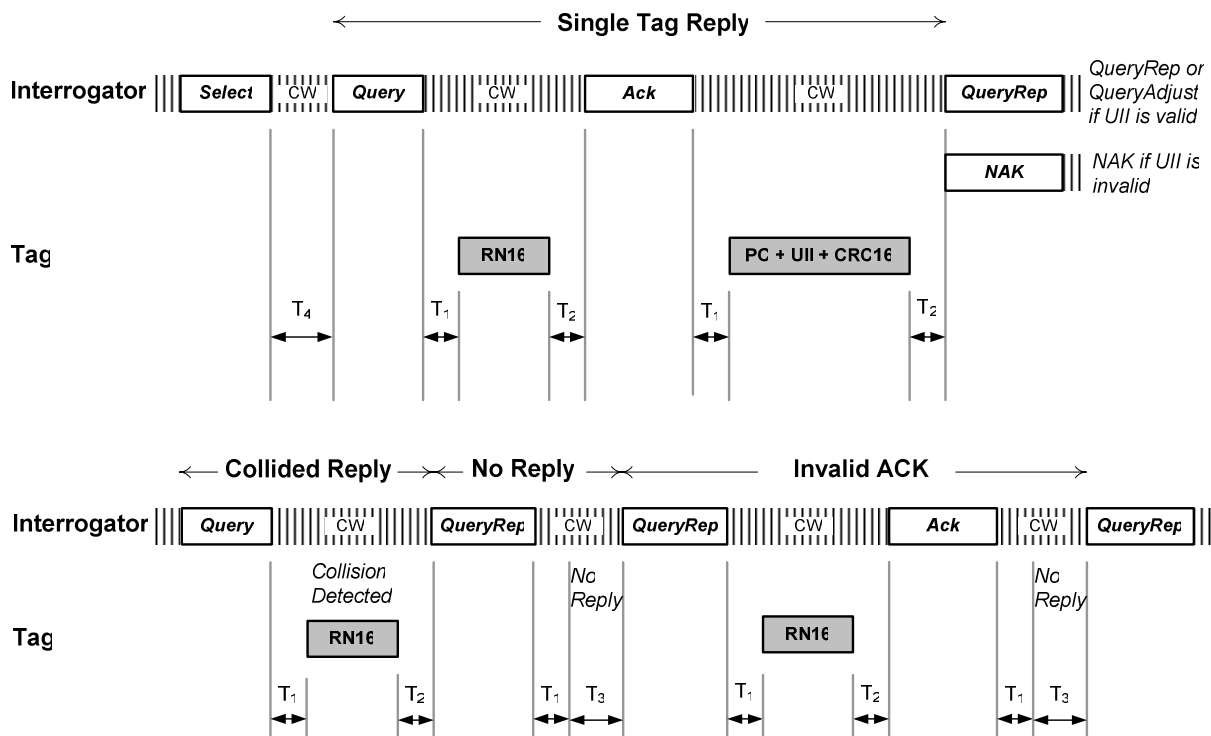 Single Tag Reply
Interrogator Select CW Query CW Ack CW QueryRep
QueryRep or
QueryAdjust
if UII is valid
NAK
NAK if UII is
invalid
Tag RN16 PC + UII + CRC16
T4 T1 T2 T1 T2
Collided Reply No Reply Invalid ACK
Interrogator Query CW QueryRep CW QueryRep CW Ack CW QueryRep
Collision
Detected
No
Reply
No
Reply
Tag RN16 RN16
T1 T2 T1 T3 T1 T2 T1 T3